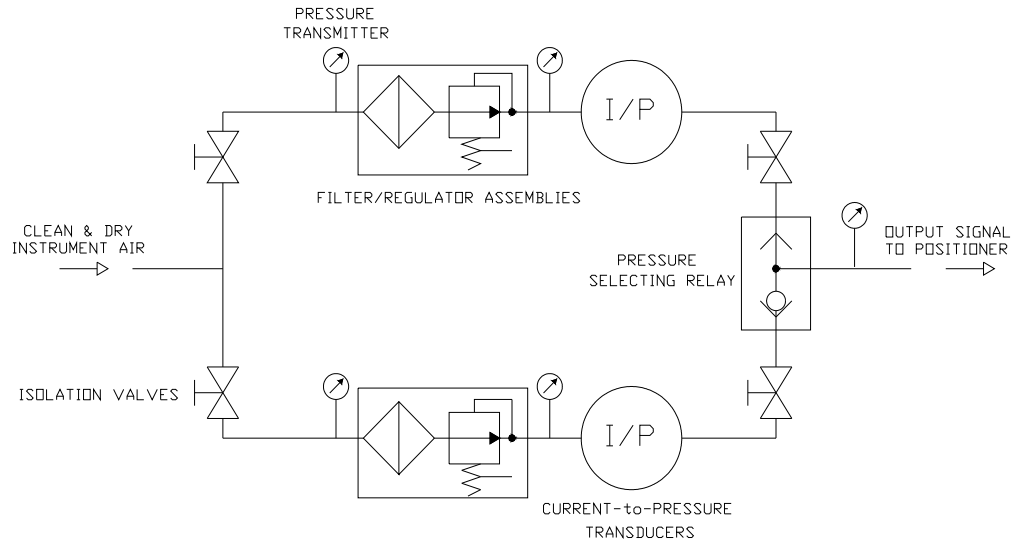 PRESSURE
TRANSMITTER
I/P
FILTER/REGULATOR ASSEMBLIES
CLEAN & DRY
INSTRUMENT AIR
OUTPUT SIGNAL
TO POSITIONER
PRESSURE
SELECTING RELAY
ISOLATION VALVES
I/P
CURRENT-to-PRESSURE
TRANSDUCERS